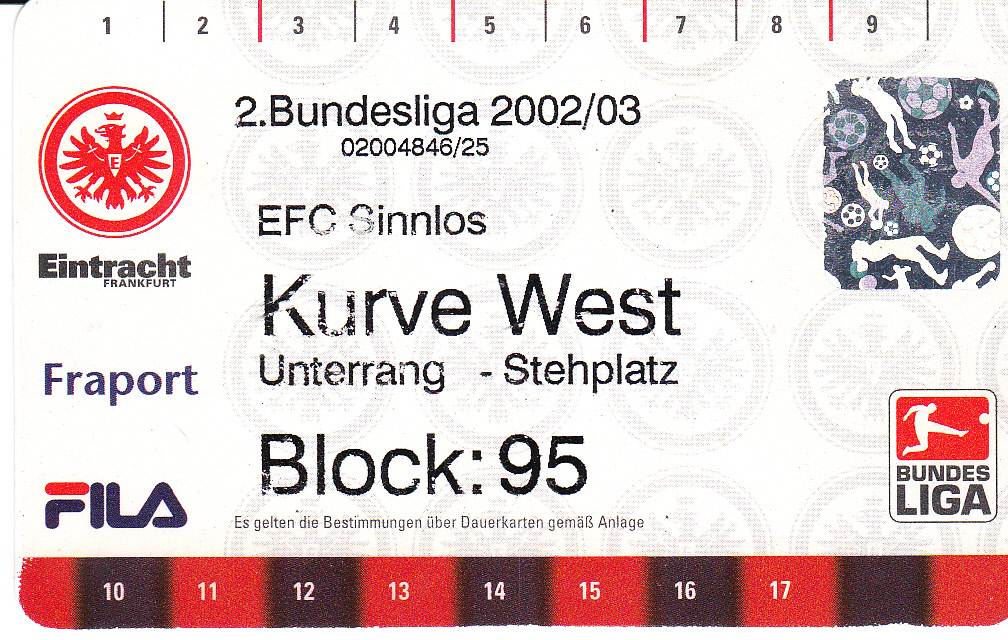 1 2 3 4 5 6 7 8 9
2.Bundesliga 2002/03
02004846/25
E
EFC Sinnlos
Eintracht
FRANKFURT
Kurve West
Unterrang - Stehplatz
Fraport
Block: 95
BUNDES
LIGA
FILA
Es gelten die Bestimmungen über Dauerkarten gemäß Anlage
10 11 12 13 14 15 16 17